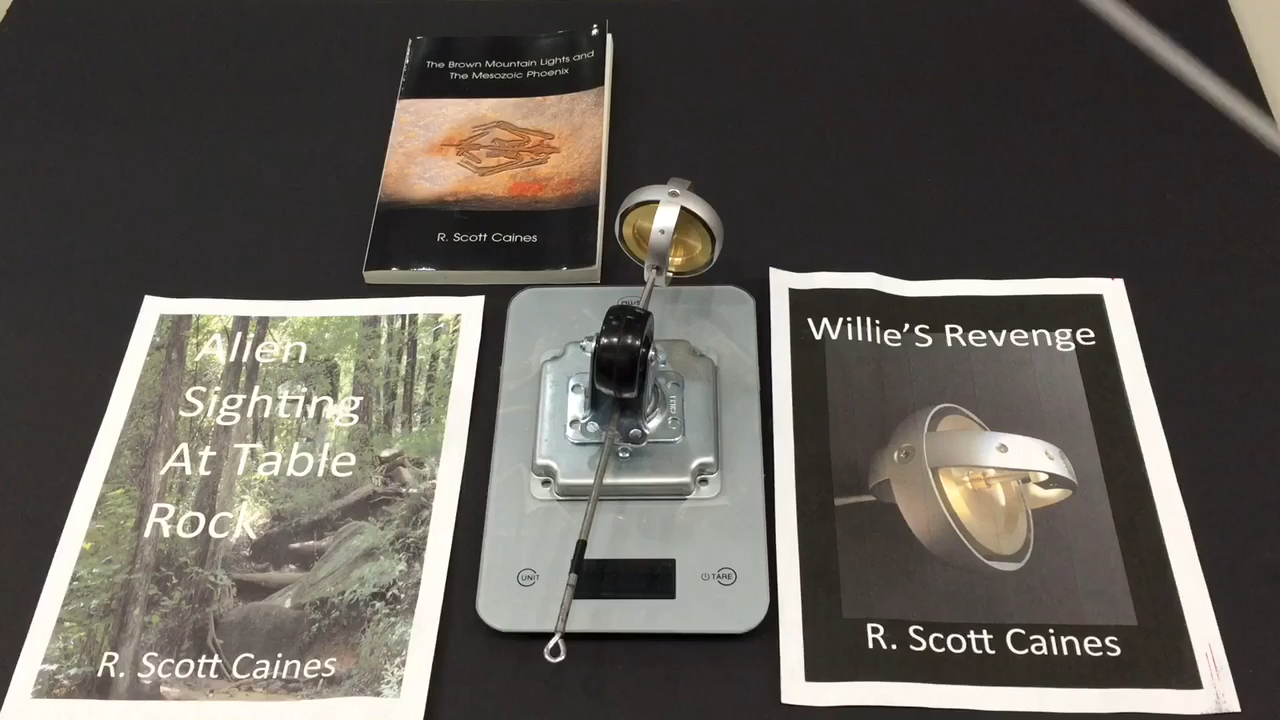 The Brown Mountain Lights and
The Mesozoic Phoenix
R. Scott Caines
Alien
Sighting
At Table
Rock
R. Scott Caines
UNIT
TARE
Willie'S Revenge
R. Scott Caines